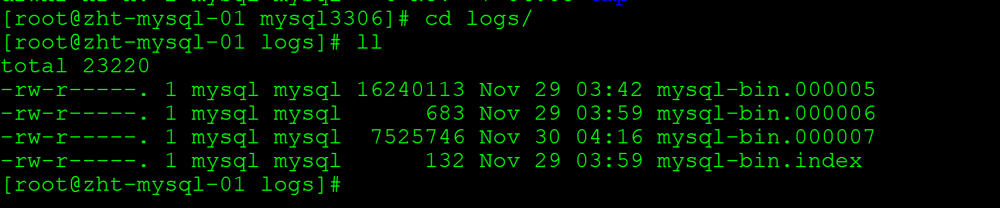 [root@zht-mysql-01 mysql3306]# cd logs/
[root@zht-mysql-01 logs]# ll
total 23220
-rw-r-----. 1 mysql mysql 16240113 Nov 29 03:42 mysql-bin.000005
-rw-r-----. 1 mysql mysql      683 Nov 29 03:59 mysql-bin.000006
-rw-r-----. 1 mysql mysql  7525746 Nov 30 04:16 mysql-bin.000007
-rw-r-----. 1 mysql mysql      132 Nov 29 03:59 mysql-bin.index
[root@zht-mysql-01 logs]#